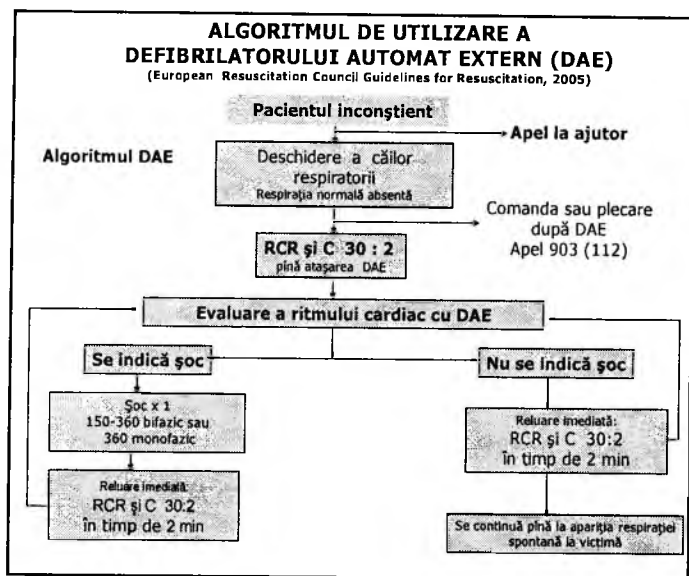 ALGORITMUL DE UTILIZARE A
DEFIBRILATORULUI AUTOMAT EXTERN (DAE)
(European Resuscitation Council Guidelines for Resuscitation, 2005)
Pacientul inconştient
Apel la ajutor
Algoritmul DAE
Deschidere a căilor
respiratorii
Respiraţia normală absentă
Comanda sau plecare
după DAE
Apel 903 (112)
RCR şi C 30 : 2
pînă ataşarea DAE
Evaluare a ritmului cardiac cu DAE
Se indică şoc
Nu se indică şoc
Şoc x 1
150-360 bifazic sau
360 monofazic
Reluare imediată:
RCR şi C 30:2
în timp de 2 min
Reluare imediată:
RCR şi C 30:2
în timp de 2 min
Se continuă pînă la apariţia respiraţiei
spontană la victimă